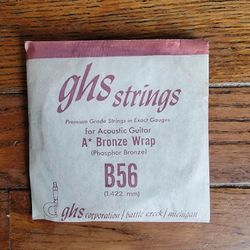 ghs strings
Premium Grade Strings in Exact Gauges
for Acoustic Guitar
A* Bronze Wrap
(Phosphor Bronze)
B56
(1.422 mm)
ghs corporation / battle creek / michigan